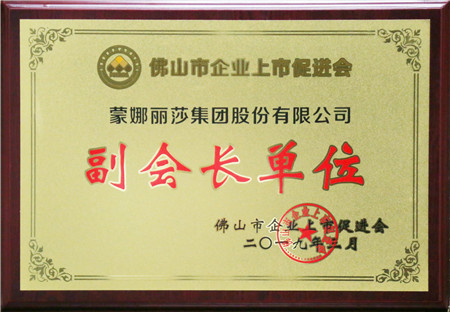 佛山市企业上市促进会
蒙娜丽莎集团股份有限公司
副会长单位
佛山市企业上市促进会
二〇一九年三月